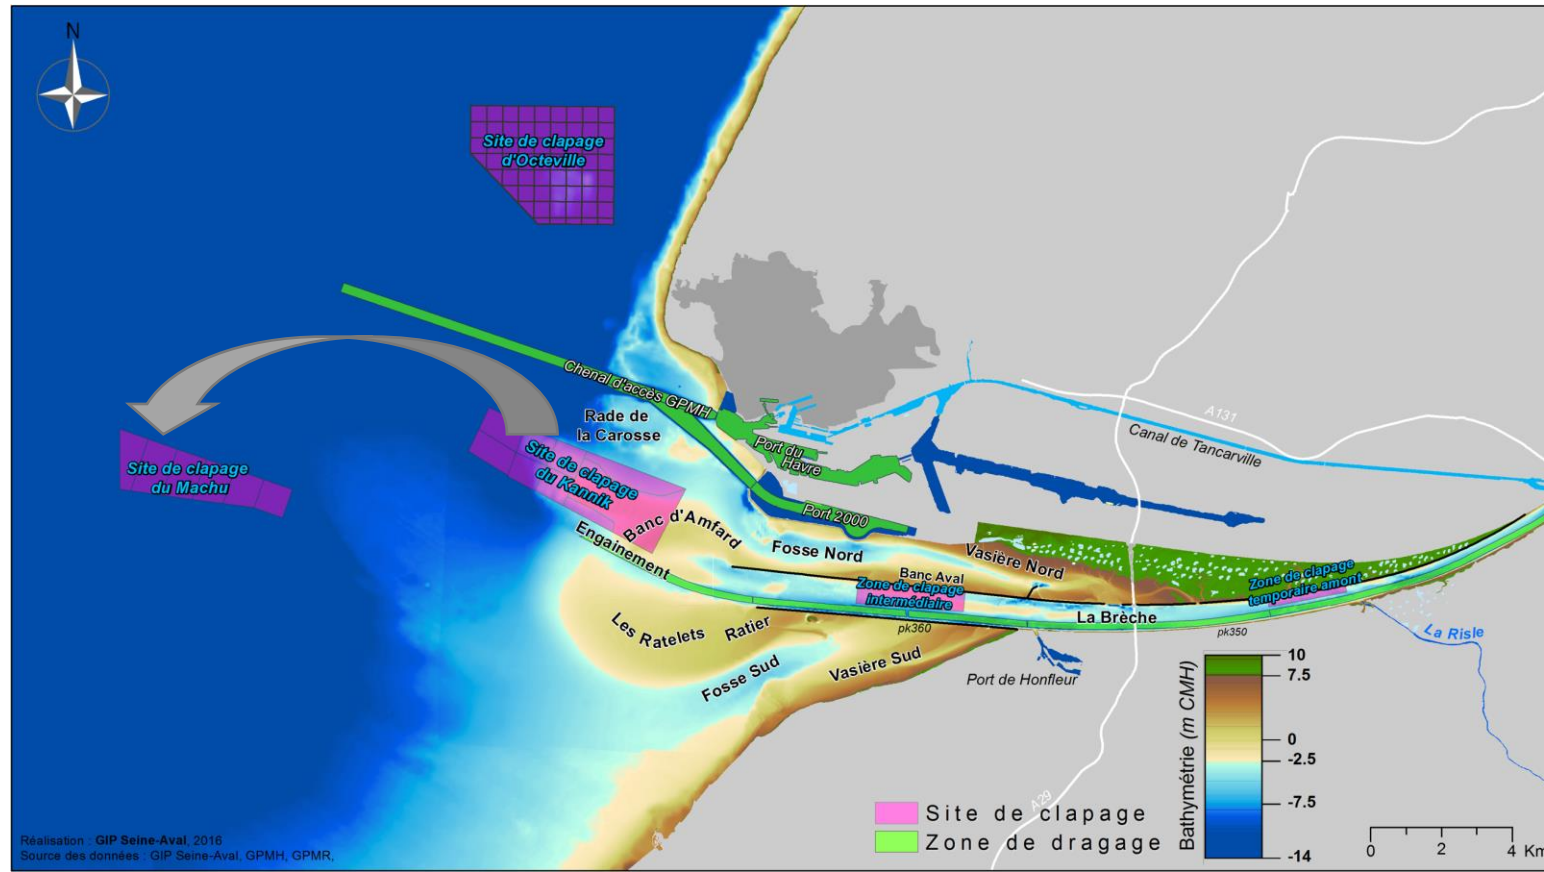 N
Site de clapage
d'Octeville
Chenal d'accès GPMH
Rade de
la Carosse
Port du
Havre
A131
Canal de Tancarville
Site de clapage
du Machu
Site de clapage
du Kannik
Port 2000
Banc d'Amfard
Engainement
Fosse Nord
Vasière Nord
Banc Aval
Zone de clapage
intermédiaire
Zone de clapage
temporaire amont
La Brèche
Les Ratelets
Ratier
pk360
pk350
La Risle
Fosse Sud
Vasière Sud
Port de Honfleur
A29
Bathymétrie (m CMH)
10
7.5
0
-2.5
-7.5
-14
Site de clapage
Zone de dragage
0 2 4 Km
Réalisation : GIP Seine-Aval, 2016
Source des données : GIP Seine-Aval, GPMH, GPMR,